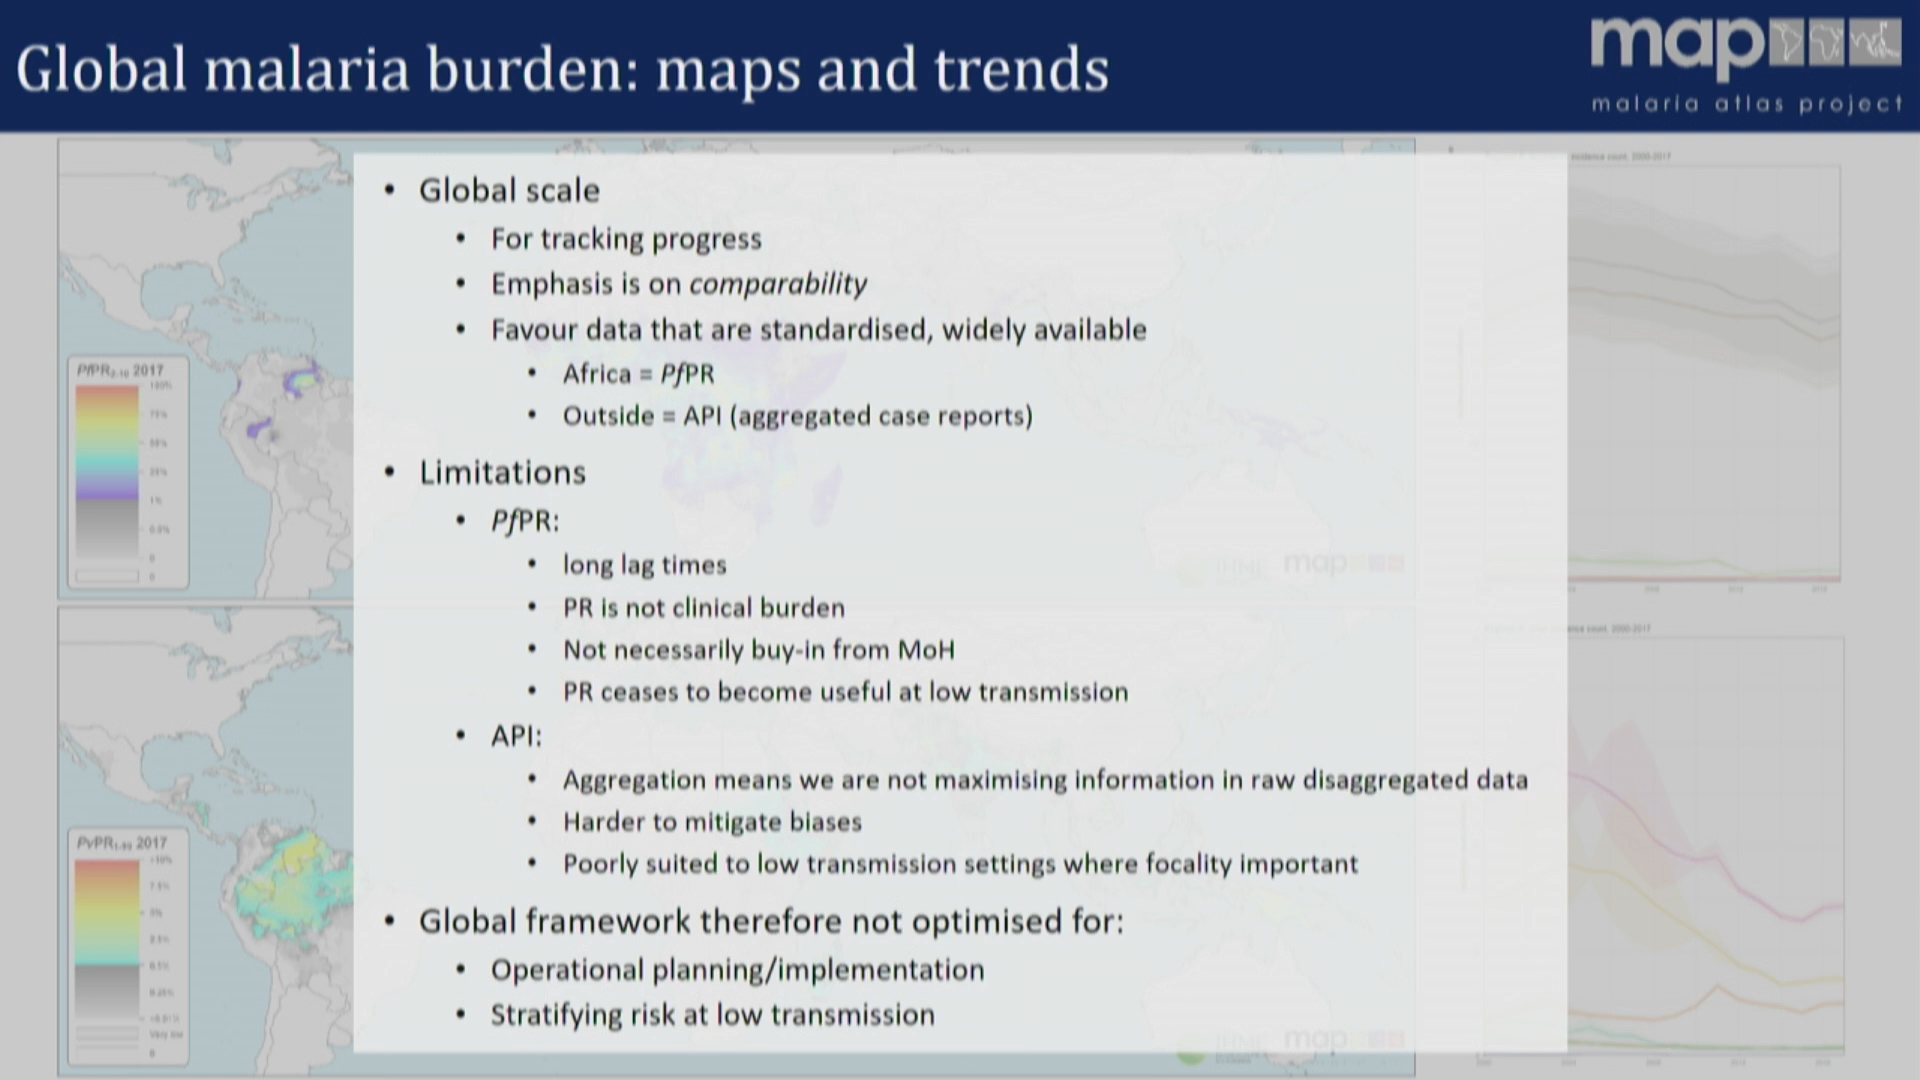 Global malaria burden: maps and trends
map
malaria atlas project
• Global scale
• For tracking progress
• Emphasis is on comparability
• Favour data that are standardised, widely available
• Africa = PfPR
• Outside = API (aggregated case reports)
• Limitations
• PfPR:
• long lag times
• PR is not clinical burden
• Not necessarily buy-in from MoH
• PR ceases to become useful at low transmission
• API:
• Aggregation means we are not maximising information in raw disaggregated data
• Harder to mitigate biases
• Poorly suited to low transmission settings where focality important
• Global framework therefore not optimised for:
• Operational planning/implementation
• Stratifying risk at low transmission
PfPR2-10 2017
PvPR1-99 2017
IHME map
IHME map